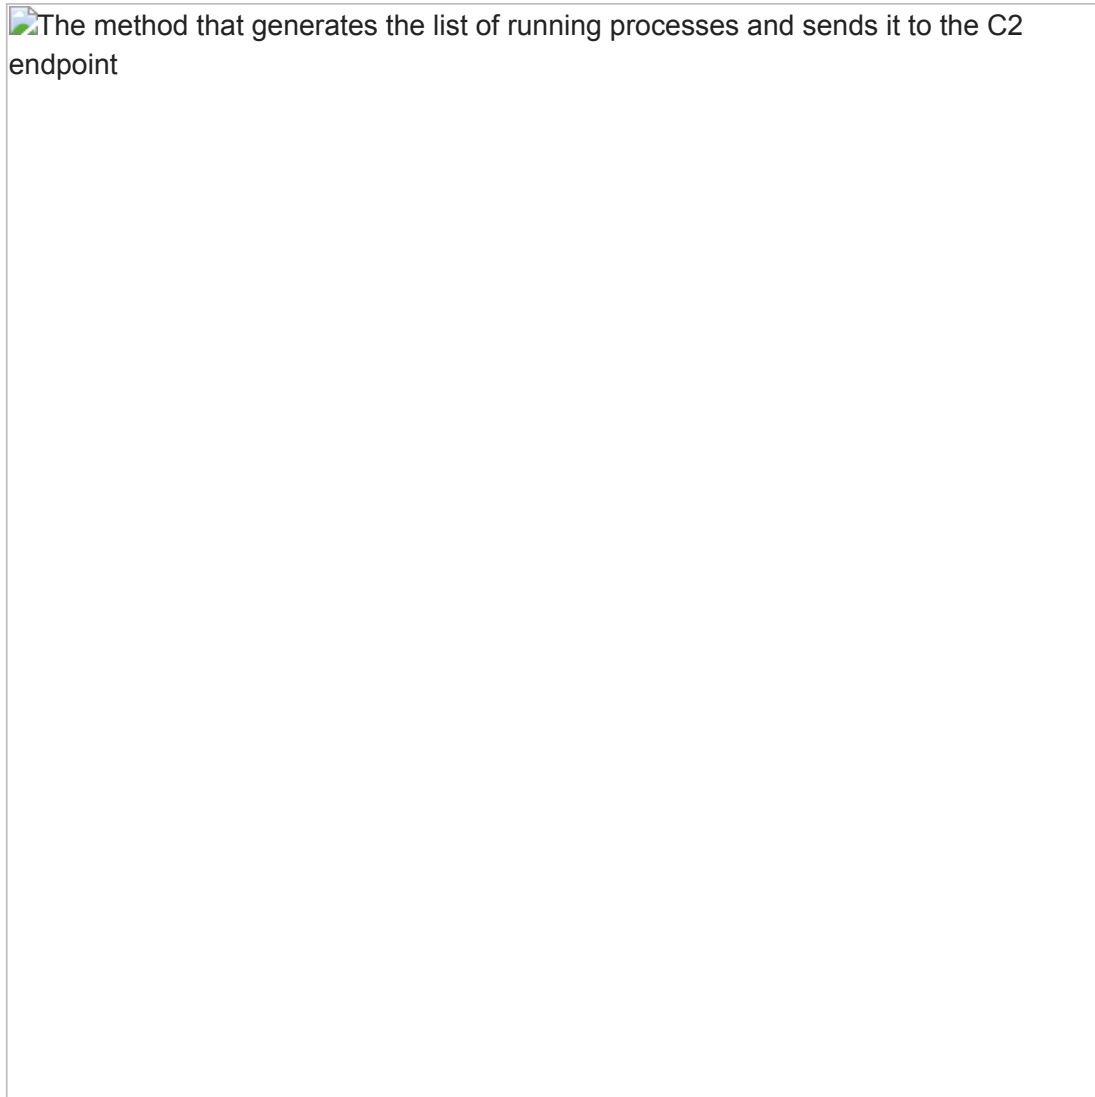 The method that generates the list of running processes and sends it to the C2
endpoint